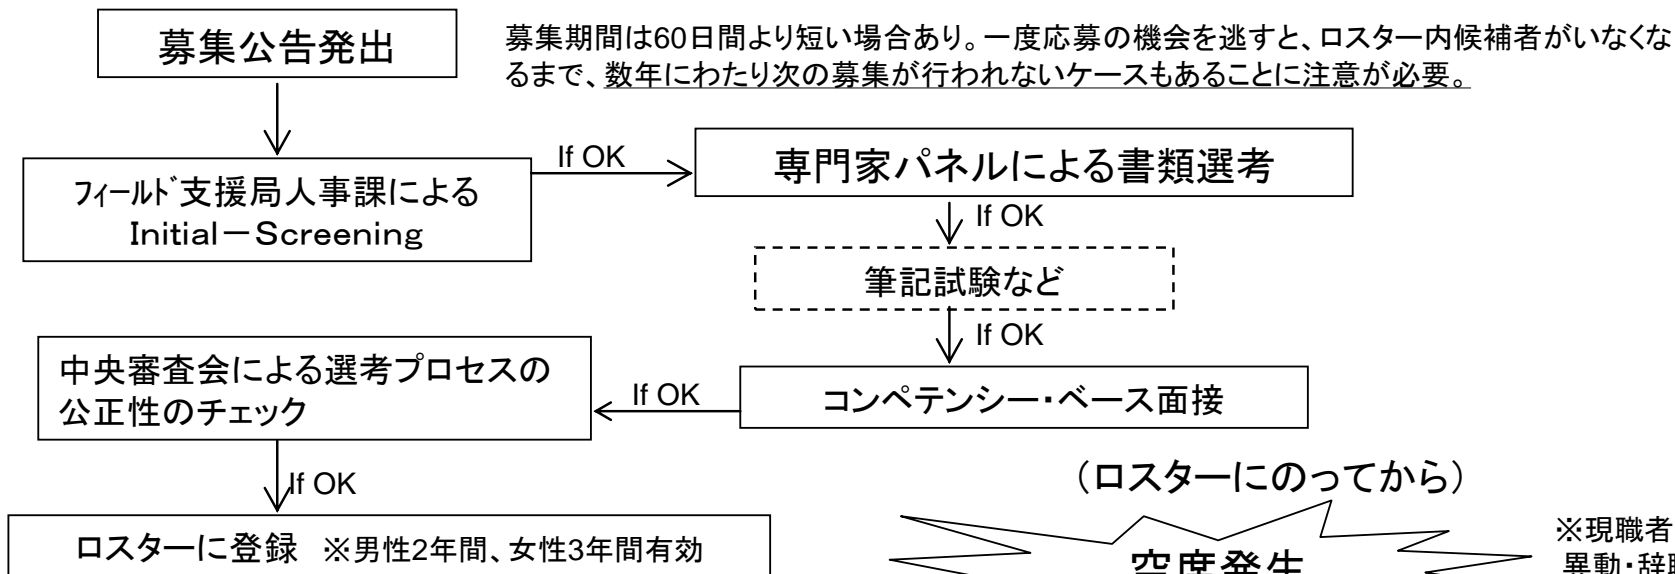 募集公告発出
募集期間は60日間より短い場合あり。一度応募の機会を逃すと、ロスター内候補者がいなくな
るまで、数年にわたり次の募集が行われないケースもあることに注意が必要。
フィールド支援局人事課による
Initial－Screening
If OK
専門家パネルによる書類選考
If OK
筆記試験など
If OK
コンペテンシー・ベース面接
If OK
中央審査会による選考プロセスの
公正性のチェック
If OK
ロスターに登録 ※男性2年間、女性3年間有効
（ロスターにのってから）
空席発生
※現職者
異動・辞職